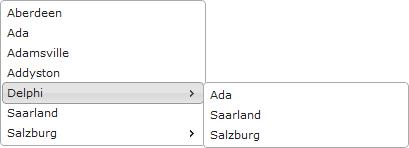 Aberdeen
Ada
Adamsville
Addyston
Delphi
Saarland
Salzburg
Ada
Saarland
Salzburg